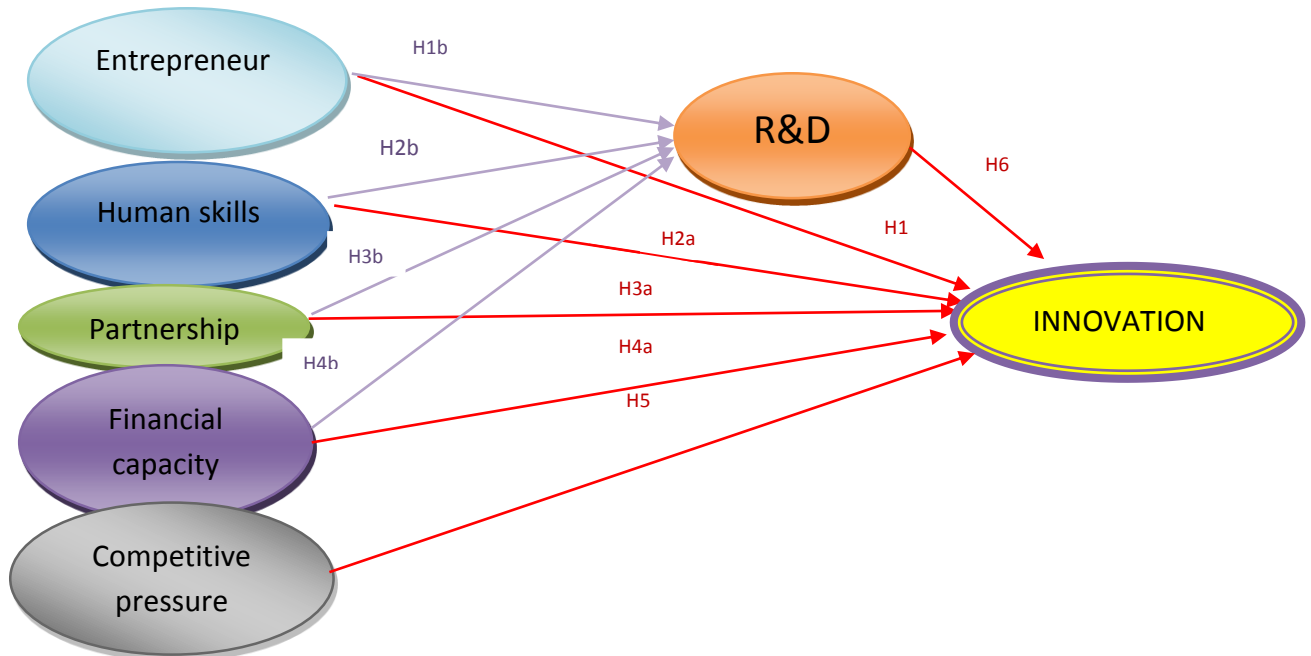 Entrepreneur
H1b
R&D
H2b
H6
Human skills
H1
H2a
H3b
H3a
Partnership
INNOVATION
H4a
H4b
H5
Financial
capacity
Competitive
pressure